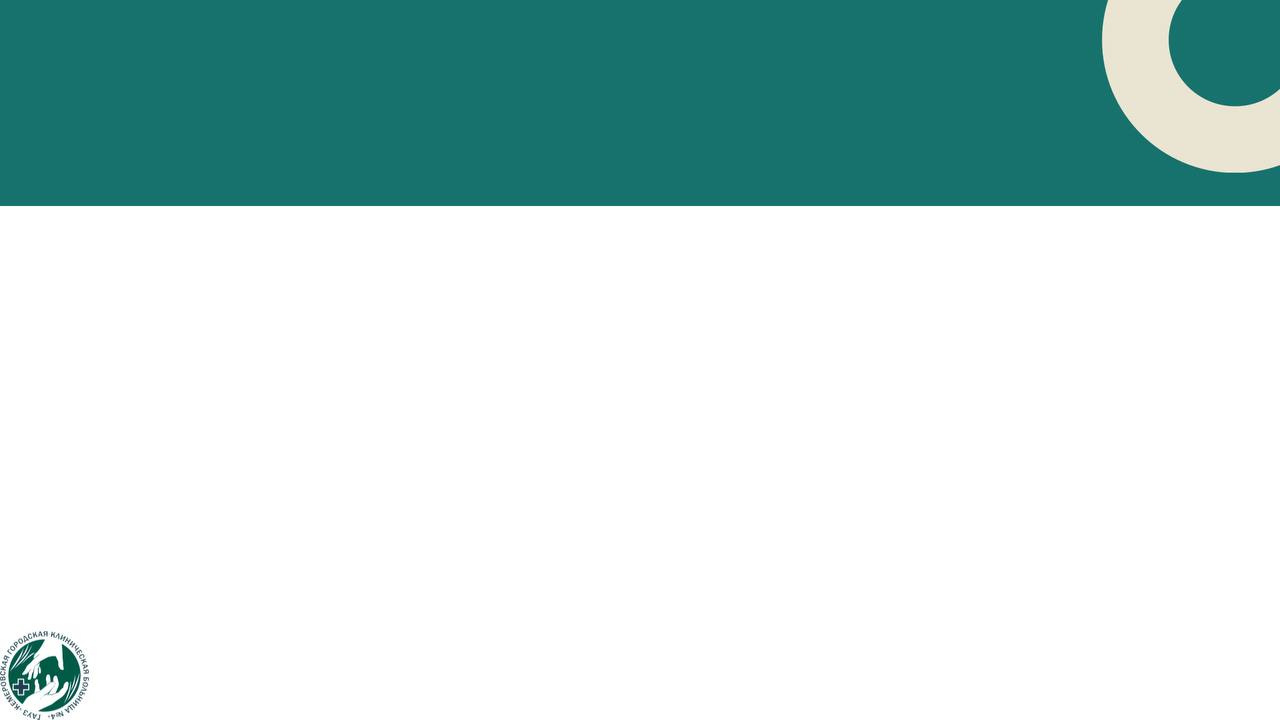 КЕМЕРОВСКАЯ ГОРОДСКАЯ КЛИНИЧЕСКАЯ БОЛЬНИЦА №4
ГАУЗ